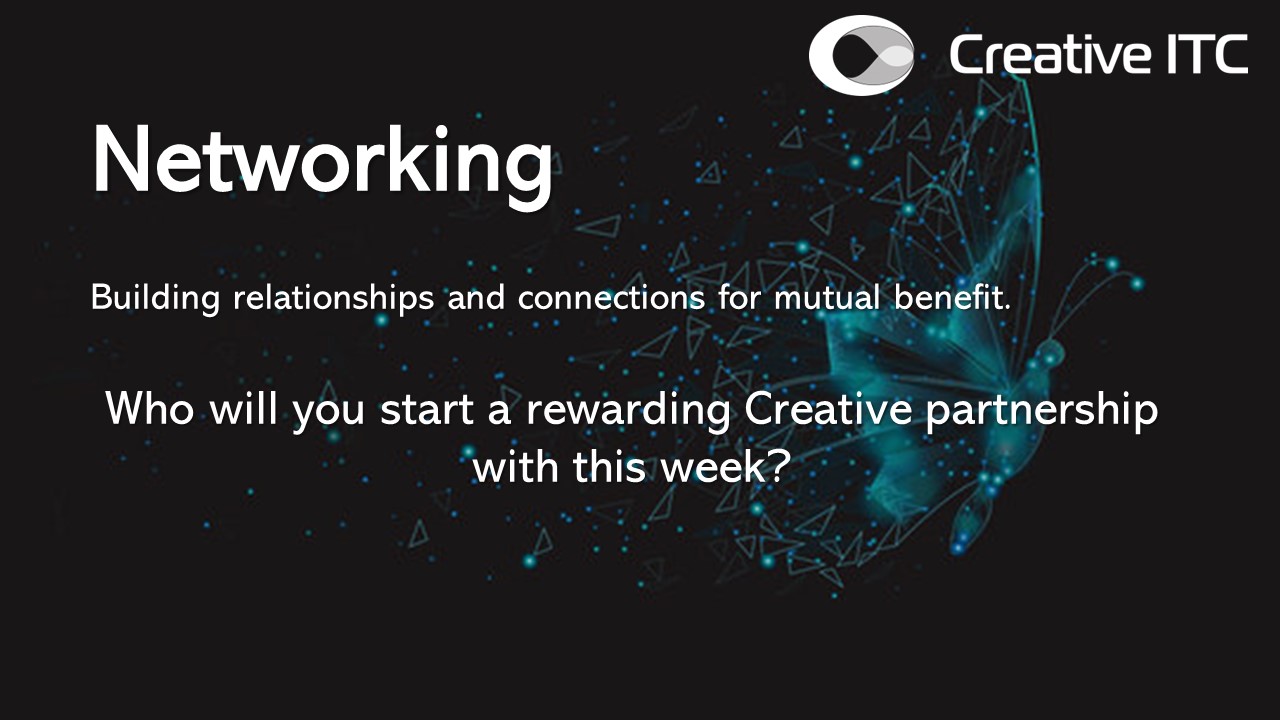 Creative ITC
Networking
Building relationships and connections for mutual benefit.
Who will you start a rewarding Creative partnership
with this week?